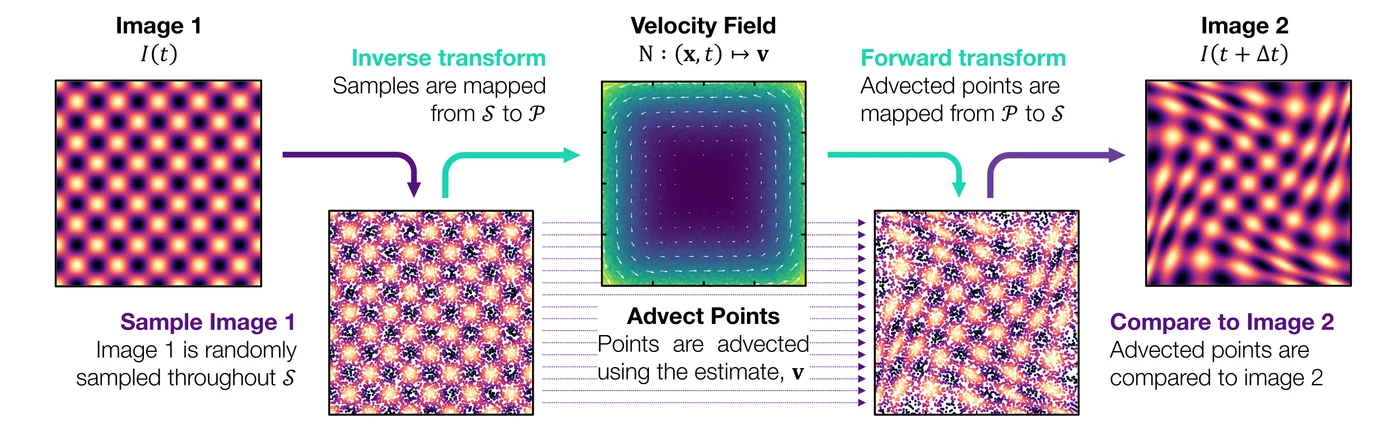 Image 1
I(t)
Inverse transform
Samples are mapped
from 𝒮 to 𝒫
Velocity Field
N : (𝐱, t) ↦ 𝐯
Forward transform
Advected points are
mapped from 𝒫 to 𝒮
Image 2
I(t + Δt)
Sample Image 1
Image 1 is randomly
sampled throughout 𝒮
Advect Points
Points are advected
using the estimate, 𝐯
Compare to Image 2
Advected points are
compared to image 2